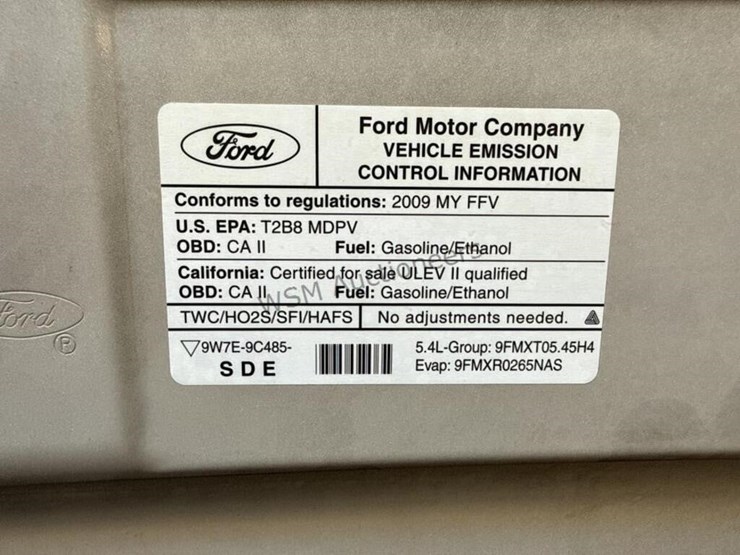 Ford
Ford Motor Company
VEHICLE EMISSION
CONTROL INFORMATION
Conforms to regulations: 2009 MY FFV
U.S. EPA: T2B8 MDPV
OBD: CA II Fuel: Gasoline/Ethanol
California: Certified for sale ULEV II qualified
OBD: CA II Fuel: Gasoline/Ethanol
WSM Auctioneers
TWC/HO2S/SFI/HAFS No adjustments needed.
9W7E-9C485-
SDE
5.4L-Group: 9FMXT05.45H4
Evap: 9FMXR0265NAS
Ford
P